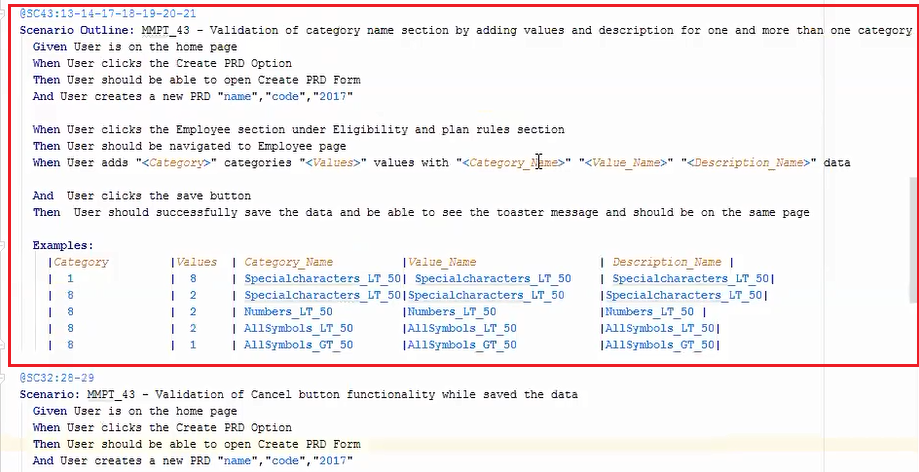 @SC43:13-14-17-18-19-20-21
Scenario Outline: MMPT_43 - Validation of category name section by adding values and description for one and more than one category
Given User is on the home page
When User clicks the Create PRD Option
Then User should be able to open Create PRD Form
And User creates a new PRD "name","code","2017"
When User clicks the Employee section under Eligibility and plan rules section
Then User should be navigated to Employee page
When User adds "<Category>" categories "<Values>" values with "<Category_Name>" "<Value_Name>" "<Description_Name>" data
And User clicks the save button
Then User should successfully save the data and be able to see the toaster message and should be on the same page
Examples:
|Category |Values | Category_Name |Value_Name | Description_Name |
| 1 | 8 | Specialcharacters_LT_50| Specialcharacters_LT_50 | Specialcharacters_LT_50|
| 8 | 2 | Specialcharacters_LT_50|Specialcharacters_LT_50 |Specialcharacters_LT_50|
| 8 | 2 | Numbers_LT_50 |Numbers_LT_50 |Numbers_LT_50 |
| 8 | 2 | AllSymbols_LT_50 |AllSymbols_LT_50 |AllSymbols_LT_50|
| 8 | 1 | AllSymbols_GT_50 |AllSymbols_GT_50 |AllSymbols_GT_50|
@SC32:28-29
Scenario: MMPT_43 - Validation of Cancel button functionality while saved the data
Given User is on the home page
When User clicks the Create PRD Option
Then User should be able to open Create PRD Form
And User creates a new PRD "name","code","2017"